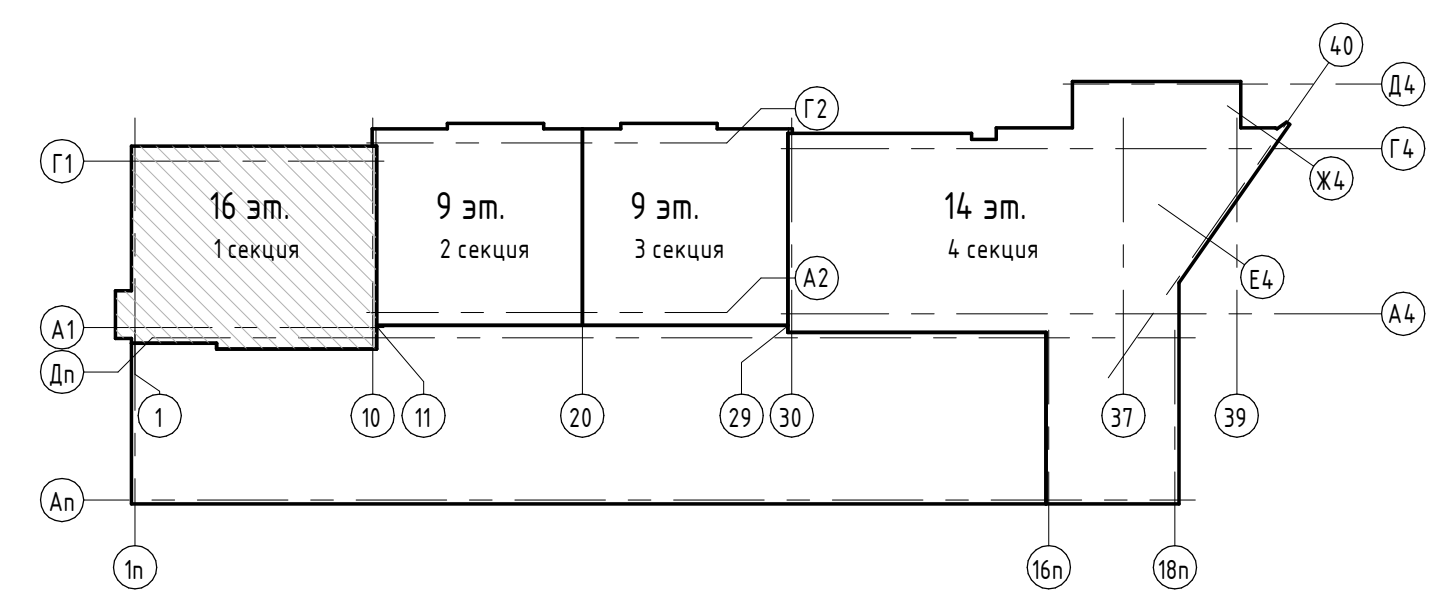 40
Д4
Г2
Г1
Г4
Ж4
16 эт.
9 эт.
9 эт.
14 эт.
1 секция
2 секция
3 секция
4 секция
А2
Е4
А1
А4
Дп
1
10
11
20
29
30
37
39
Ап
1п
16п
18п